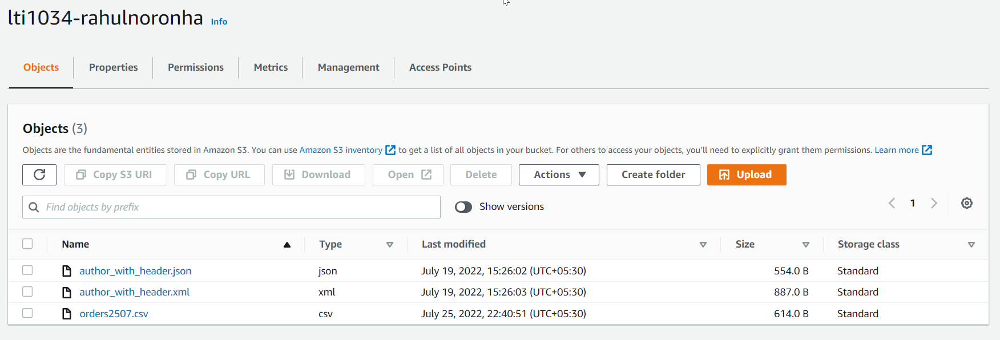 lti1034-rahulnoronha Info
Objects Properties Permissions Metrics Management Access Points
Objects (3)
Objects are the fundamental entities stored in Amazon S3. You can use Amazon S3 inventory to get a list of all objects in your bucket. For others to access your objects, you'll need to explicitly grant them permissions. Learn more
Copy S3 URI Copy URL Download Open Delete Actions Create folder Upload
Find objects by prefix Show versions 1
Name Type Last modified Size Storage class
author_with_header.json json July 19, 2022, 15:26:02 (UTC+05:30) 554.0 B Standard
author_with_header.xml xml July 19, 2022, 15:26:03 (UTC+05:30) 887.0 B Standard
orders2507.csv csv July 25, 2022, 22:40:51 (UTC+05:30) 614.0 B Standard